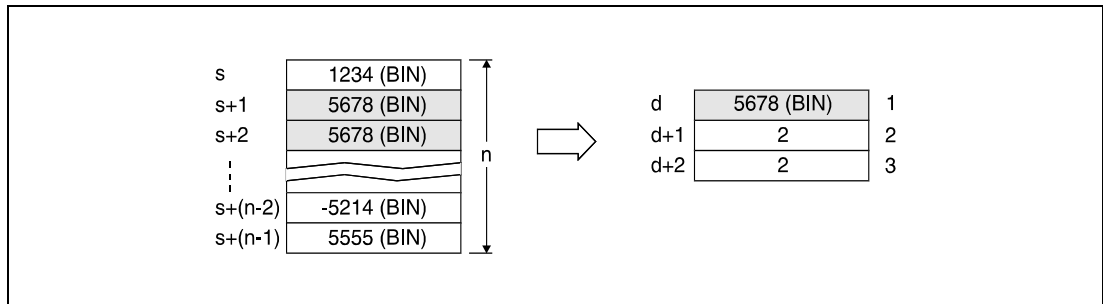 s 1234 (BIN)
s+1 5678 (BIN)
s+2 5678 (BIN)
n
s+(n-2) -5214 (BIN)
s+(n-1) 5555 (BIN)
d 5678 (BIN) 1
d+1 2 2
d+2 2 3